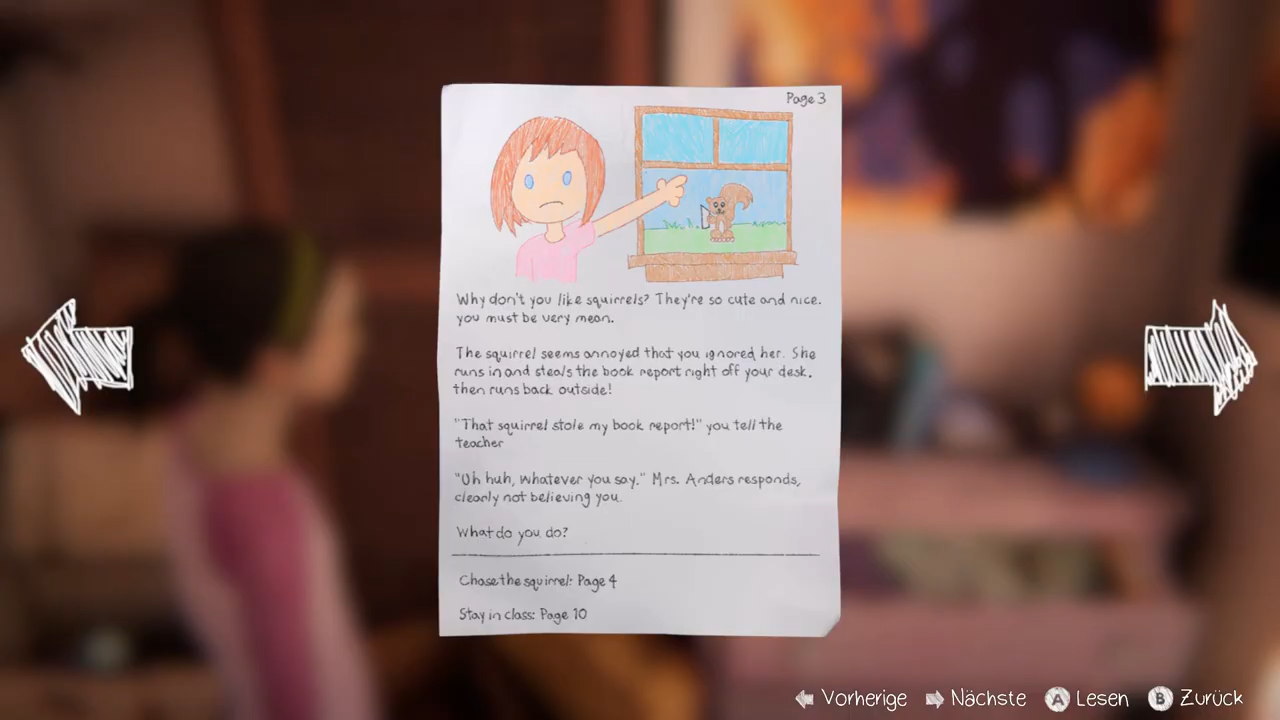 Page 3
Why don't you like squirrels? They're so cute and nice.
you must be very mean.
The squirrel seems annoyed that you ignored her. She
runs in and steals the book report right off your desk,
then runs back outside!
"That squirrel stole my book report!" you tell the
teacher
"Uh huh, whatever you say." Mrs. Anders responds,
clearly not believing you.
What do you do?
Chase the squirrel: Page 4
Stay in class: Page 10
Vorherige Nächste A Lesen B Zurück